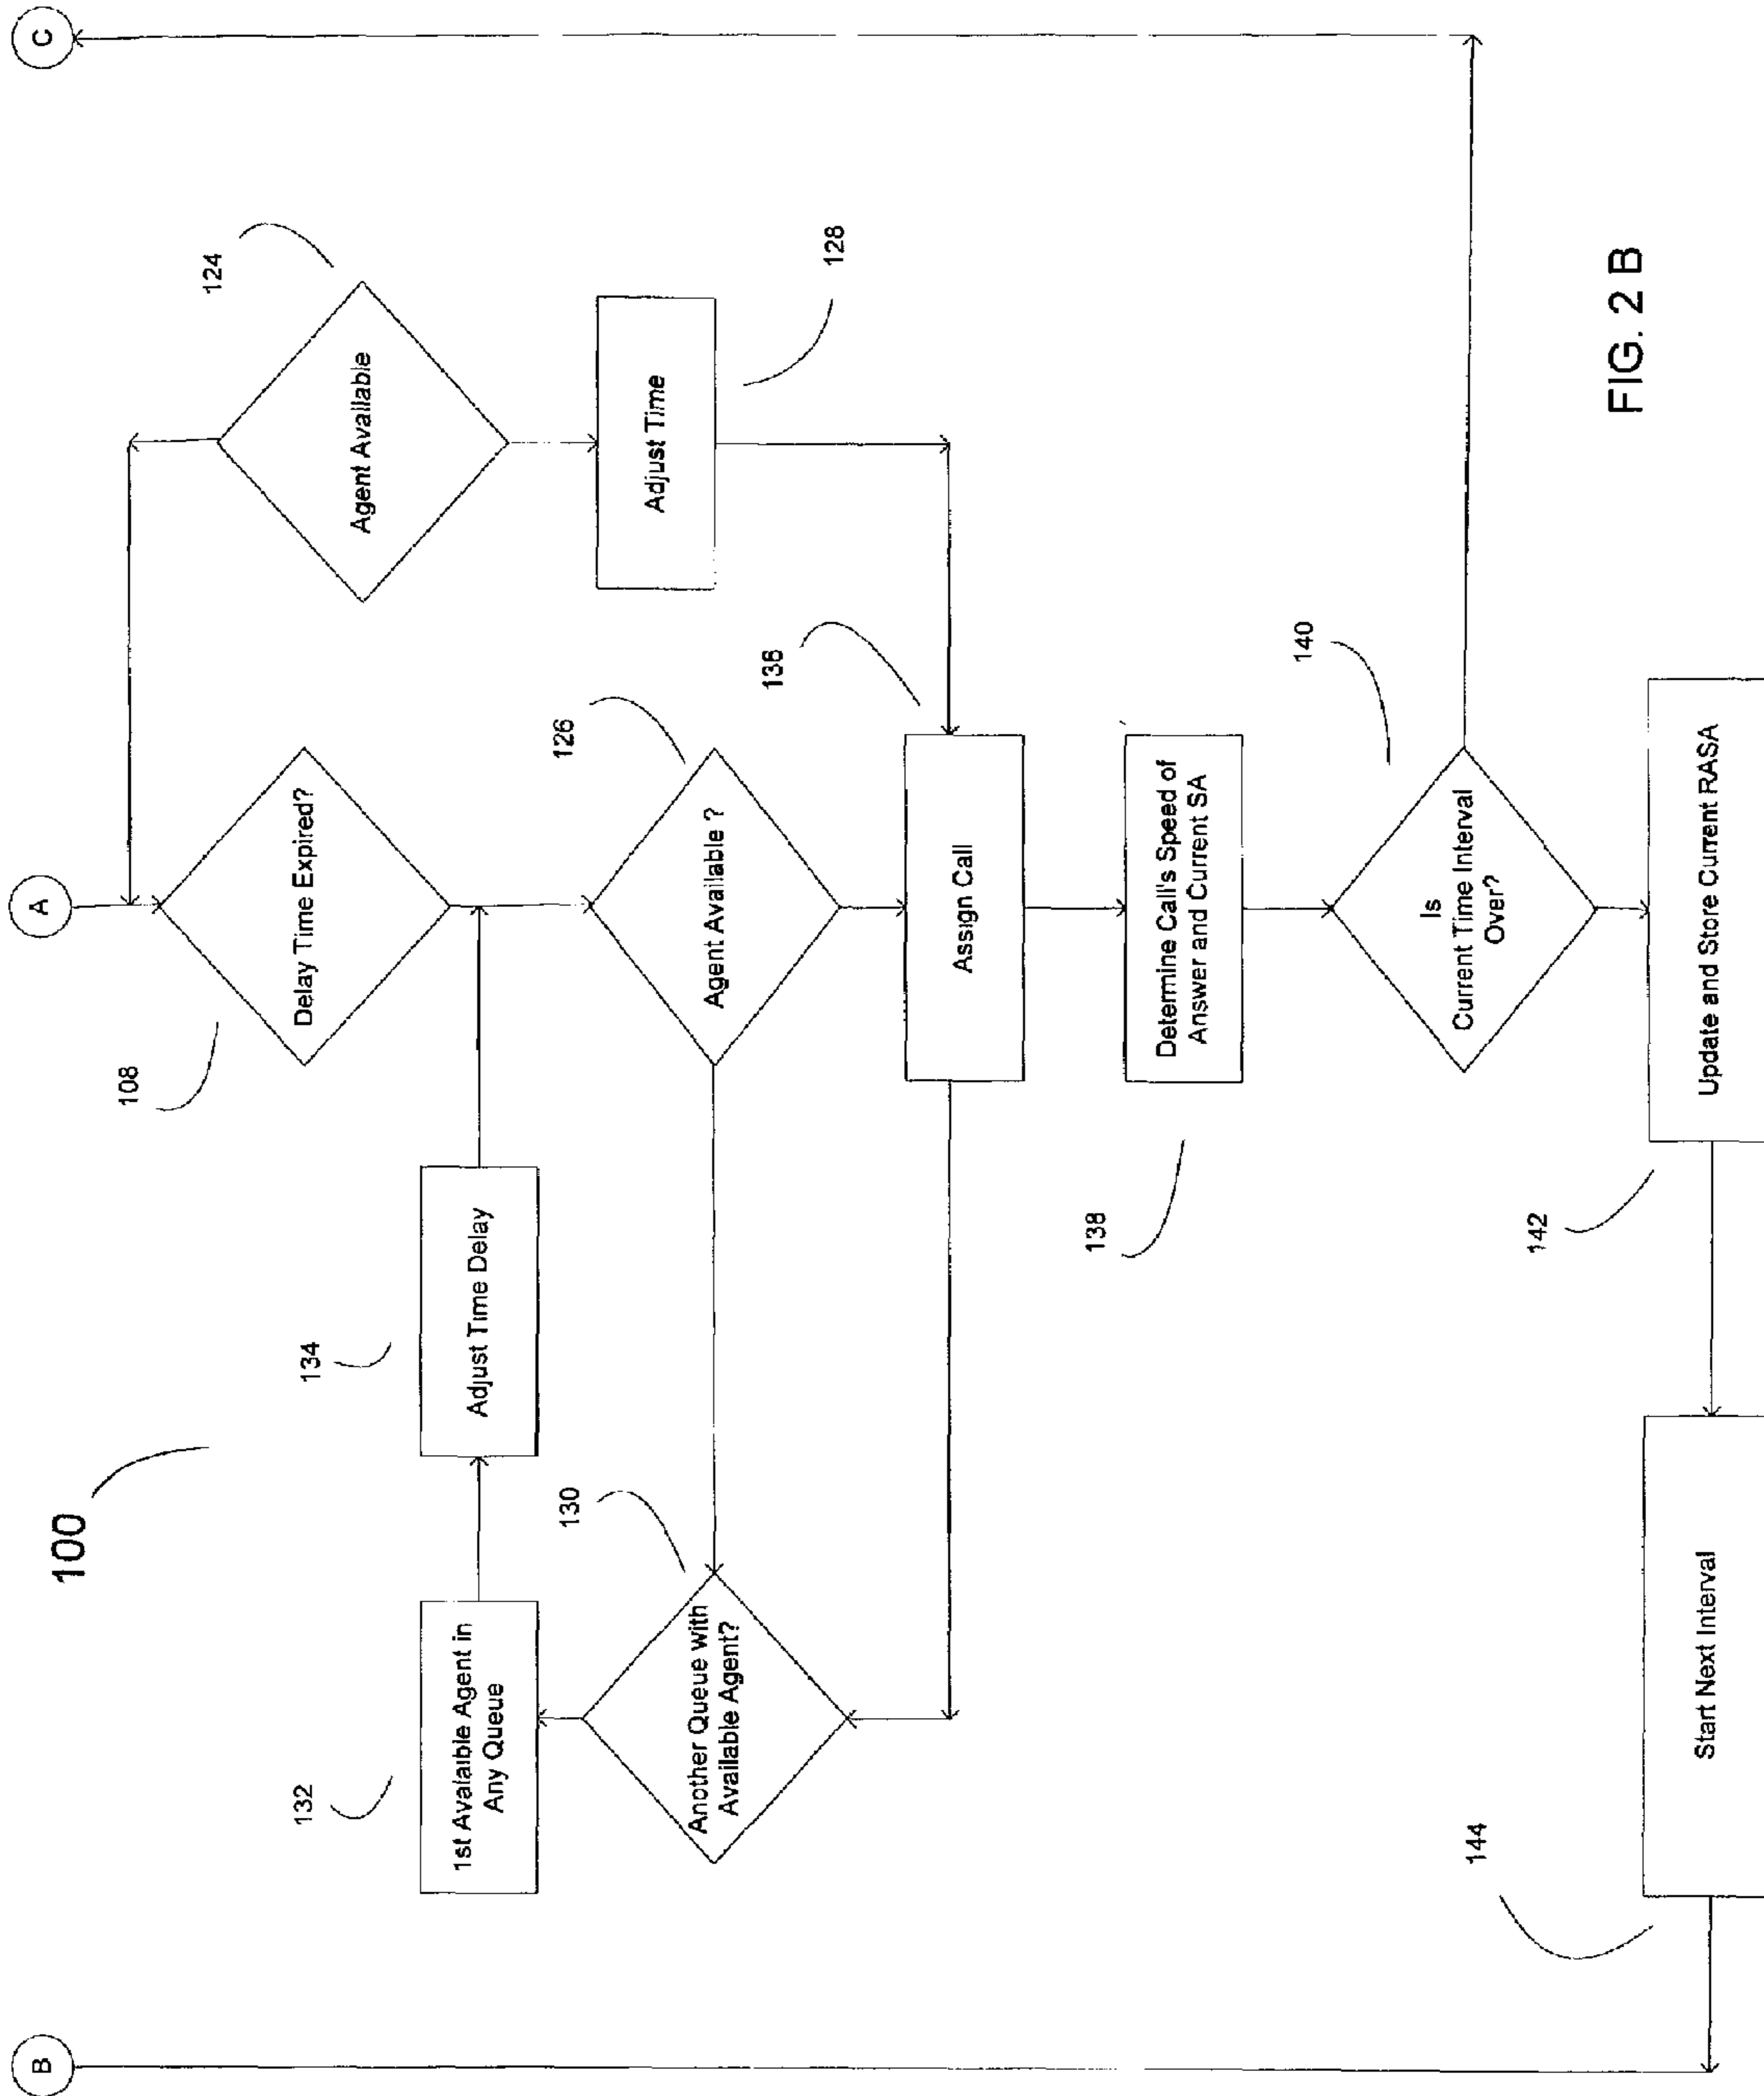 B
A
C
100
108
124
132
134
Delay Time Expired?
Agent Available
1st Avalaible Agent in
Any Queue
Adjust Time Delay
130
126
Adjust Time
128
Another Queue with
Available Agent?
Agent Available ?
136
Assign Call
138
Determine Call's Speed of
Answer and Current SA
140
Is
Current Time Interval
Over?
144
142
FIG. 2 B
Start Next Interval
Update and Store Current RASA